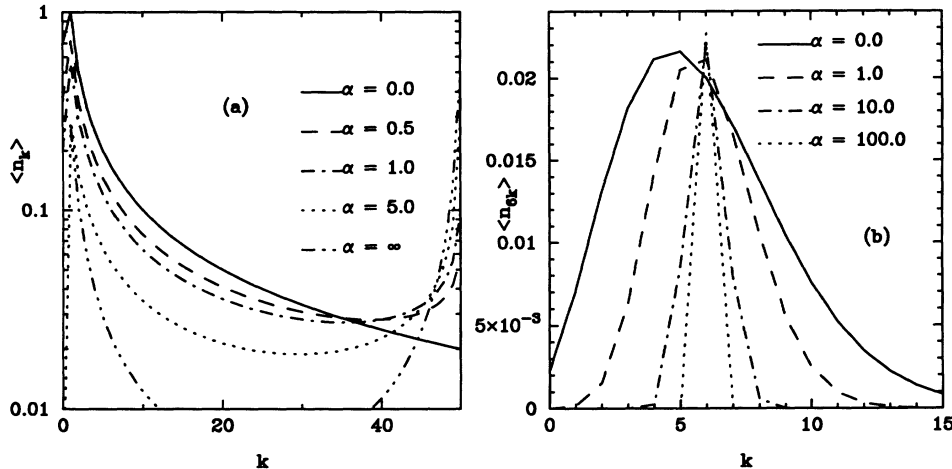 1
0.1
0.01
<n_k>
0 20 40
k
(a)
α = 0.0
α = 0.5
α = 1.0
α = 5.0
α = ∞
0.02
0.015
0.01
5×10⁻³
0
<n_6k>
0 5 10 15
k
α = 0.0
α = 1.0
α = 10.0
α = 100.0
(b)